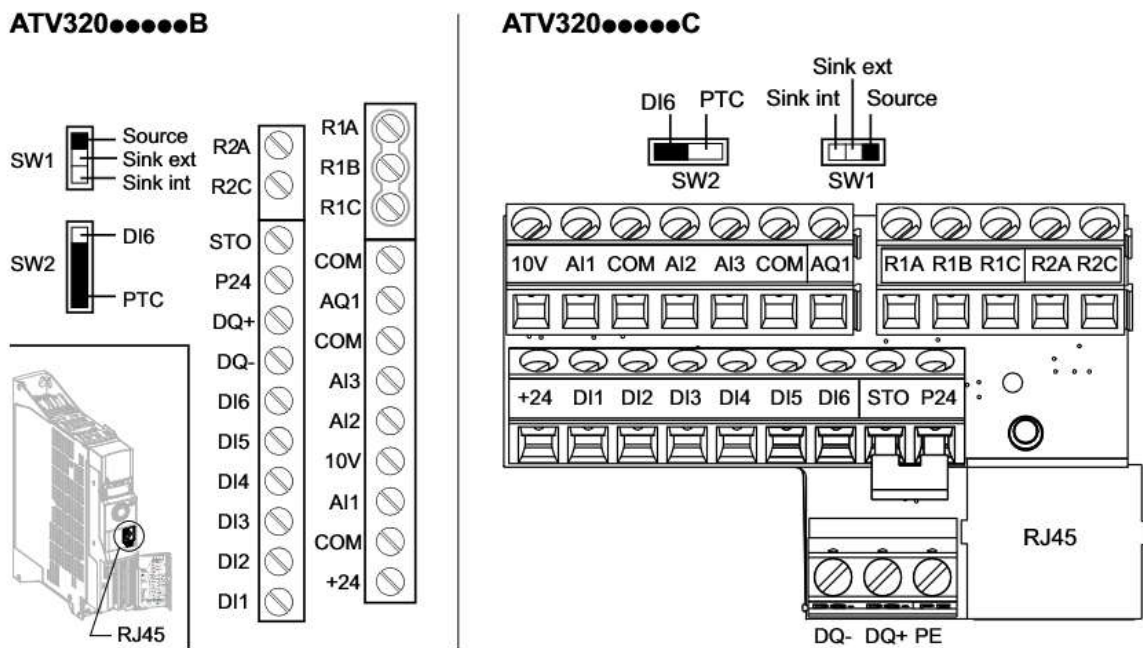 ATV320●●●●●B
SW1
Source
Sink ext
Sink int
SW2
DI6
PTC
R2A
R2C
STO
P24
DQ+
DQ-
DI6
DI5
DI4
DI3
DI2
DI1
R1A
R1B
R1C
COM
AQ1
COM
AI3
AI2
10V
AI1
COM
+24
RJ45
ATV320●●●●●C
Sink ext
DI6 PTC Sink int Source
SW2 SW1
10V AI1 COM AI2 AI3 COM AQ1 R1A R1B R1C R2A R2C
+24 DI1 DI2 DI3 DI4 DI5 DI6 STO P24
RJ45
DQ- DQ+ PE